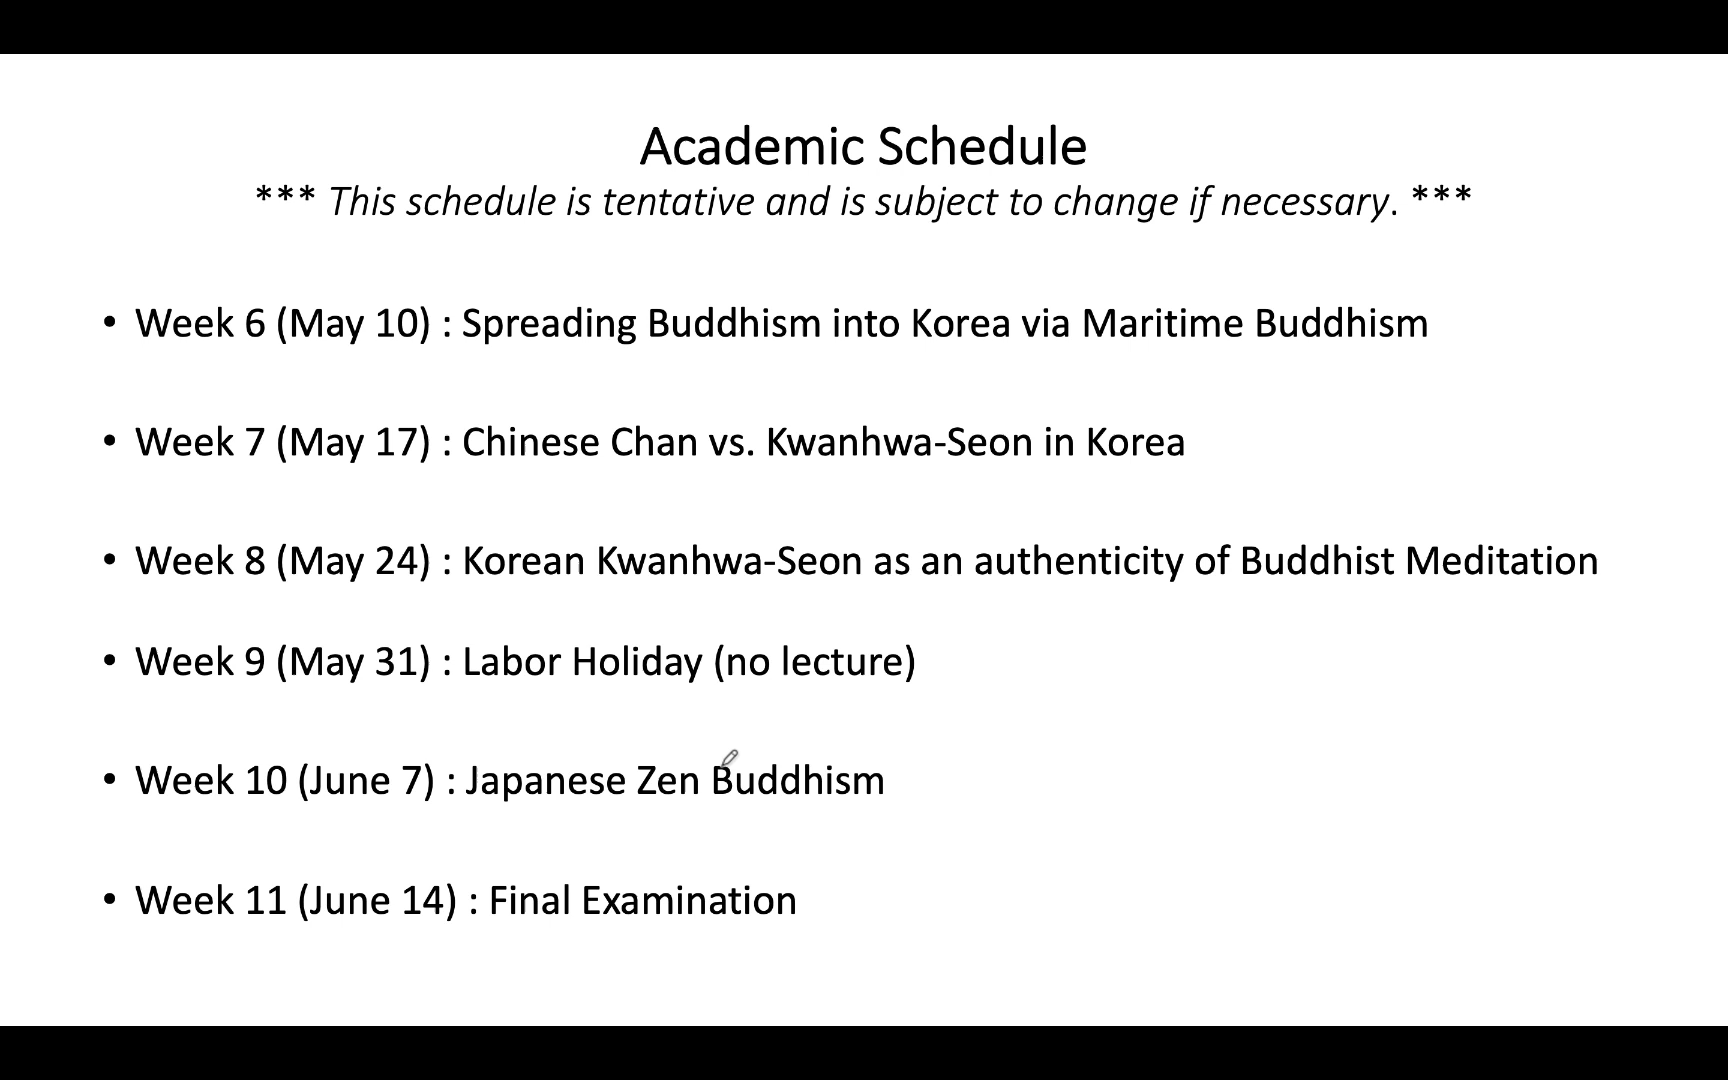 Academic Schedule
*** This schedule is tentative and is subject to change if necessary. ***
• Week 6 (May 10) : Spreading Buddhism into Korea via Maritime Buddhism
• Week 7 (May 17) : Chinese Chan vs. Kwanhwa-Seon in Korea
• Week 8 (May 24) : Korean Kwanhwa-Seon as an authenticity of Buddhist Meditation
• Week 9 (May 31) : Labor Holiday (no lecture)
• Week 10 (June 7) : Japanese Zen Buddhism
• Week 11 (June 14) : Final Examination